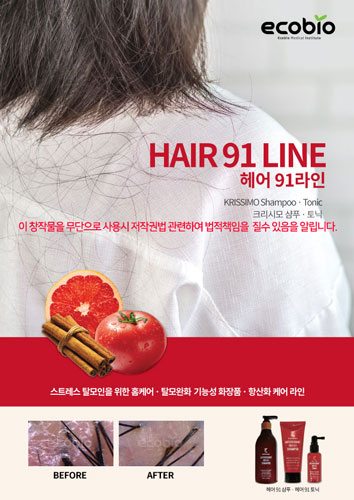 ecobio
Ecobio Medical Institute
HAIR 91 LINE
헤어 91라인
KRISSIMO Shampoo · Tonic
크리시모 샴푸 · 토닉
이 창작물을 무단으로 사용시 저작권법 관련하여 법적책임을 질수 있음을 알립니다.
스트레스 탈모인을 위한 홈케어 · 탈모완화 기능성 화장품 · 항산화 케어 라인
ecobio
ecobio
BEFORE
AFTER
헤어 91 샴푸 · 헤어 91 토닉